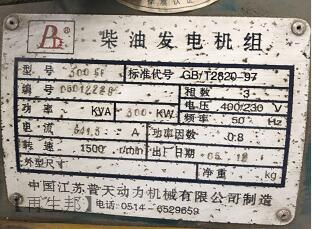 柴油发电机组
型号 300GF 标准代号 GB/T2820-97
编号 相数 3
功率 KVA 300 KW 电压 400/230 V
频率 50 Hz
电流 541.3 A 功率因数 0.8
转速 1500 r/min 出厂日期 05.12
外型尺寸 净重 kg
中国江苏普天动力机械有限公司制造
【再生邦】 电话:0514-6529659